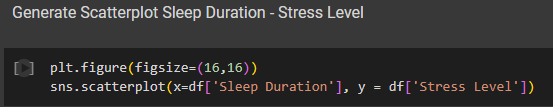 Generate Scatterplot Sleep Duration - Stress Level
plt.figure(figsize=(16,16))
sns.scatterplot(x=df['Sleep Duration'], y = df['Stress Level'])